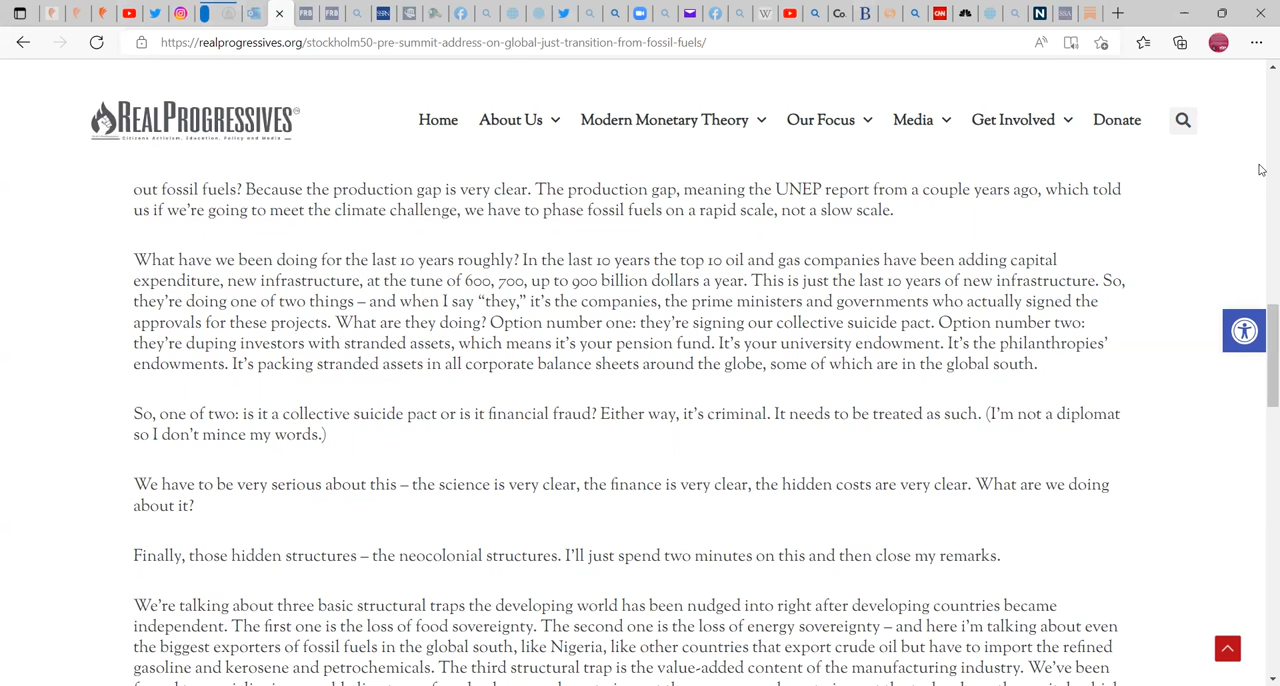 https://realprogressives.org/stockholm50-pre-summit-address-on-global-just-transition-from-fossil-fuels/
REALPROGRESSIVES
Citizens Activism, Education, Policy and Media
Home About Us Modern Monetary Theory Our Focus Media Get Involved Donate
out fossil fuels? Because the production gap is very clear. The production gap, meaning the UNEP report from a couple years ago, which told
us if we’re going to meet the climate challenge, we have to phase fossil fuels on a rapid scale, not a slow scale.
What have we been doing for the last 10 years roughly? In the last 10 years the top 10 oil and gas companies have been adding capital
expenditure, new infrastructure, at the tune of 600, 700, up to 900 billion dollars a year. This is just the last 10 years of new infrastructure. So,
they’re doing one of two things – and when I say “they,” it’s the companies, the prime ministers and governments who actually signed the
approvals for these projects. What are they doing? Option number one: they’re signing our collective suicide pact. Option number two:
they’re duping investors with stranded assets, which means it’s your pension fund. It’s your university endowment. It’s the philanthropies’
endowments. It’s packing stranded assets in all corporate balance sheets around the globe, some of which are in the global south.
So, one of two: is it a collective suicide pact or is it financial fraud? Either way, it’s criminal. It needs to be treated as such. (I’m not a diplomat
so I don’t mince my words.)
We have to be very serious about this – the science is very clear, the finance is very clear, the hidden costs are very clear. What are we doing
about it?
Finally, those hidden structures – the neocolonial structures. I’ll just spend two minutes on this and then close my remarks.
We’re talking about three basic structural traps the developing world has been nudged into right after developing countries became
independent. The first one is the loss of food sovereignty. The second one is the loss of energy sovereignty – and here i’m talking about even
the biggest exporters of fossil fuels in the global south, like Nigeria, like other countries that export crude oil but have to import the refined
gasoline and kerosene and petrochemicals. The third structural trap is the value-added content of the manufacturing industry. We’ve been